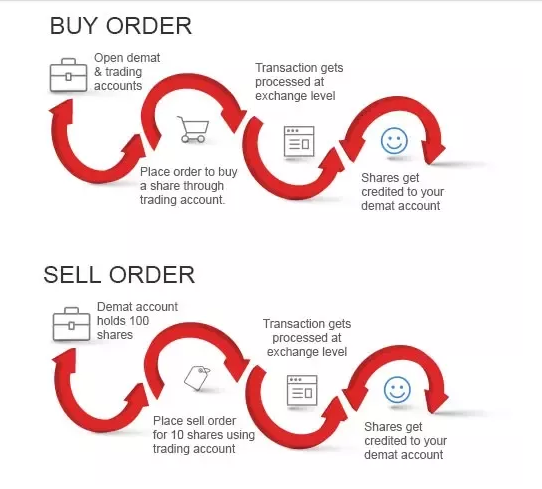 BUY ORDER
Open demat
& trading
accounts
Transaction gets
processed at
exchange level
Place order to buy
a share through
trading account.
Shares get
credited to your
demat account
SELL ORDER
Demat account
holds 100
shares
Transaction gets
processed at
exchange level
Place sell order
for 10 shares using
trading account
Shares get
credited to your
demat account